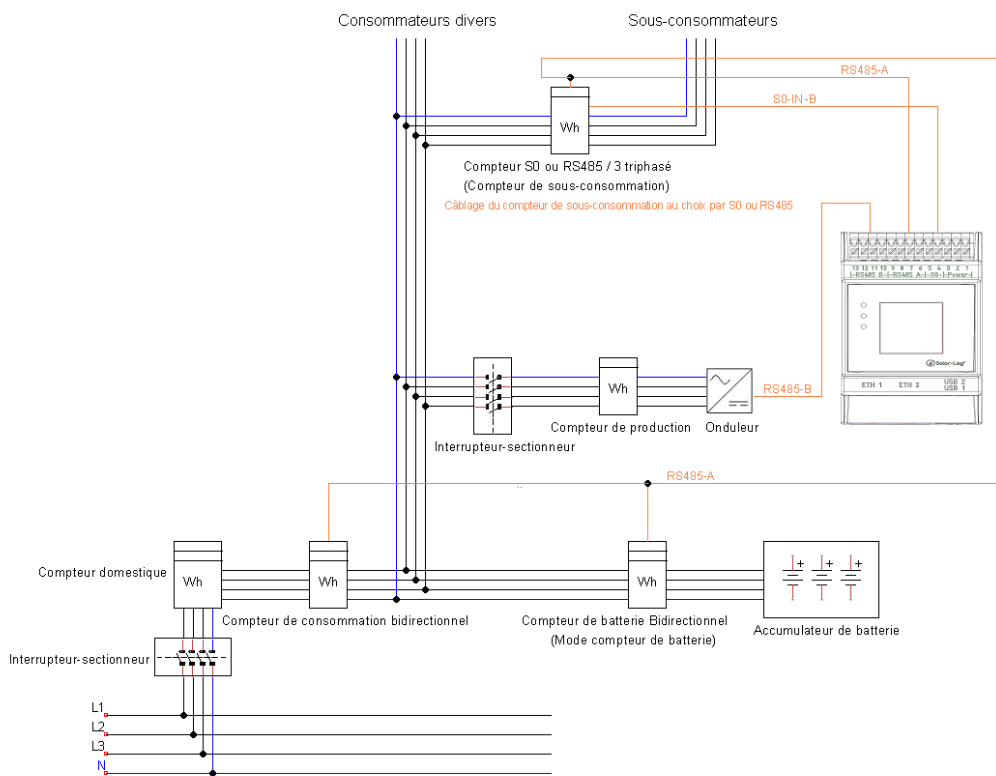 Consommateurs divers
Sous-consommateurs
RS485-A
S0-IN-B
Wh
Compteur S0 ou RS485 / 3 triphasé
(Compteur de sous-consommation)
Câblage du compteur de sous-consommation au choix par S0 ou RS485
13 12 11 10 9 8 7 6 5 4 3 2 1
|-RS485 B-|-RS485 A-|-S0-|-Power-|
Solar-Log®
ETH 1 ETH 2 USB 2
USB 1
Wh
RS485-B
Compteur de production
Onduleur
Interrupteur-sectionneur
RS485-A
..
Compteur domestique
Wh
Wh
Wh
+ + +
Compteur de consommation bidirectionnel
Compteur de batterie Bidirectionnel
(Mode compteur de batterie)
Accumulateur de batterie
Interrupteur-sectionneur
L1
L2
L3
N